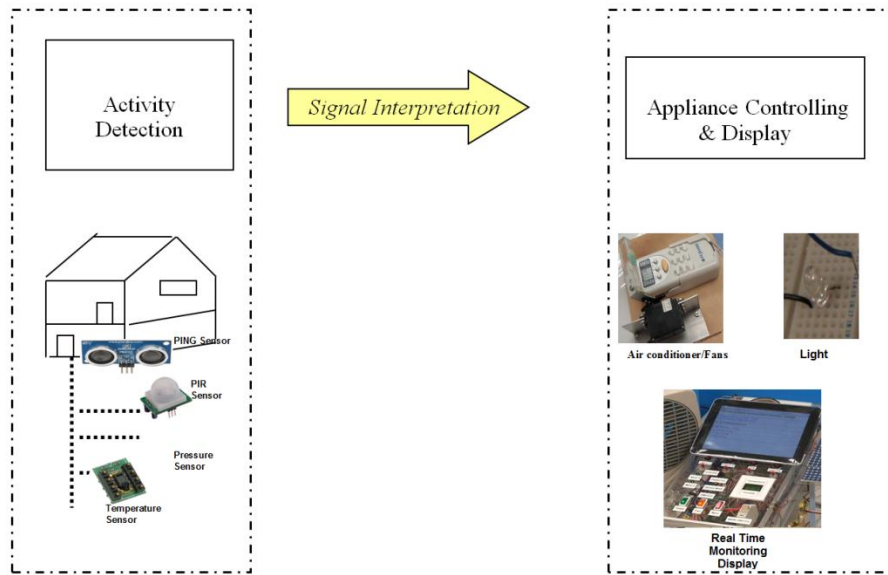 Activity
Detection
Signal Interpretation
Appliance Controlling
& Display
PING Sensor
PIR
Sensor
Pressure
Sensor
Temperature
Sensor
Air conditioner/Fans
Light
Real Time
Monitoring
Display